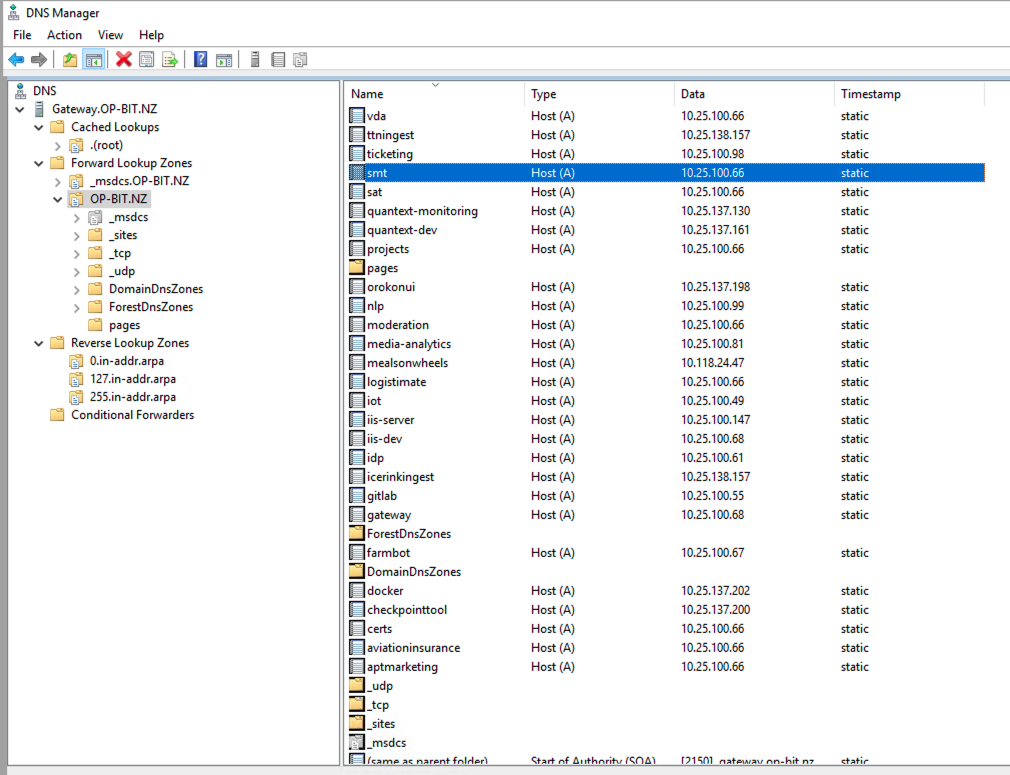 DNS Manager
File Action View Help
DNS
Gateway.OP-BIT.NZ
Cached Lookups
.(root)
Forward Lookup Zones
_msdcs.OP-BIT.NZ
OP-BIT.NZ
_msdcs
_sites
_tcp
_udp
DomainDnsZones
ForestDnsZones
pages
Reverse Lookup Zones
0.in-addr.arpa
127.in-addr.arpa
255.in-addr.arpa
Conditional Forwarders
Name Type Data Timestamp
vda Host (A) 10.25.100.66 static
ttningest Host (A) 10.25.138.157 static
ticketing Host (A) 10.25.100.98 static
smt Host (A) 10.25.100.66 static
sat Host (A) 10.25.100.66 static
quantext-monitoring Host (A) 10.25.137.130 static
quantext-dev Host (A) 10.25.137.161 static
projects Host (A) 10.25.100.66 static
pages
orokonui Host (A) 10.25.137.198 static
nlp Host (A) 10.25.100.99 static
moderation Host (A) 10.25.100.66 static
media-analytics Host (A) 10.25.100.81 static
mealsonwheels Host (A) 10.118.24.47 static
logistimate Host (A) 10.25.100.66 static
iot Host (A) 10.25.100.49 static
iis-server Host (A) 10.25.100.147 static
iis-dev Host (A) 10.25.100.68 static
idp Host (A) 10.25.100.61 static
icerinkingest Host (A) 10.25.138.157 static
gitlab Host (A) 10.25.100.55 static
gateway Host (A) 10.25.100.68 static
ForestDnsZones
farmbot Host (A) 10.25.100.67 static
DomainDnsZones
docker Host (A) 10.25.137.202 static
checkpointtool Host (A) 10.25.137.200 static
certs Host (A) 10.25.100.66 static
aviationinsurance Host (A) 10.25.100.66 static
aptmarketing Host (A) 10.25.100.66 static
_udp
_tcp
_sites
_msdcs
(same as parent folder) Start of Authority (SOA) [2150], gateway.op-bit.nz static